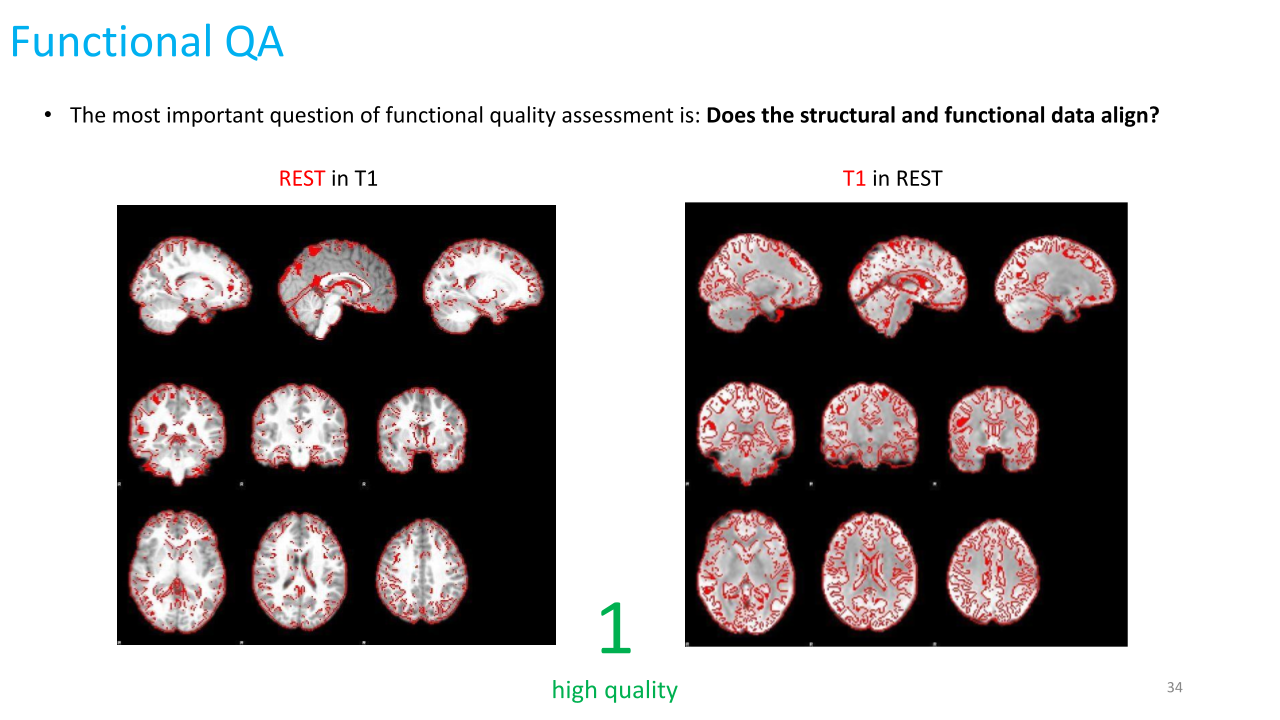 Functional QA
• The most important question of functional quality assessment is: Does the structural and functional data align?
REST in T1
T1 in REST
1
high quality
34